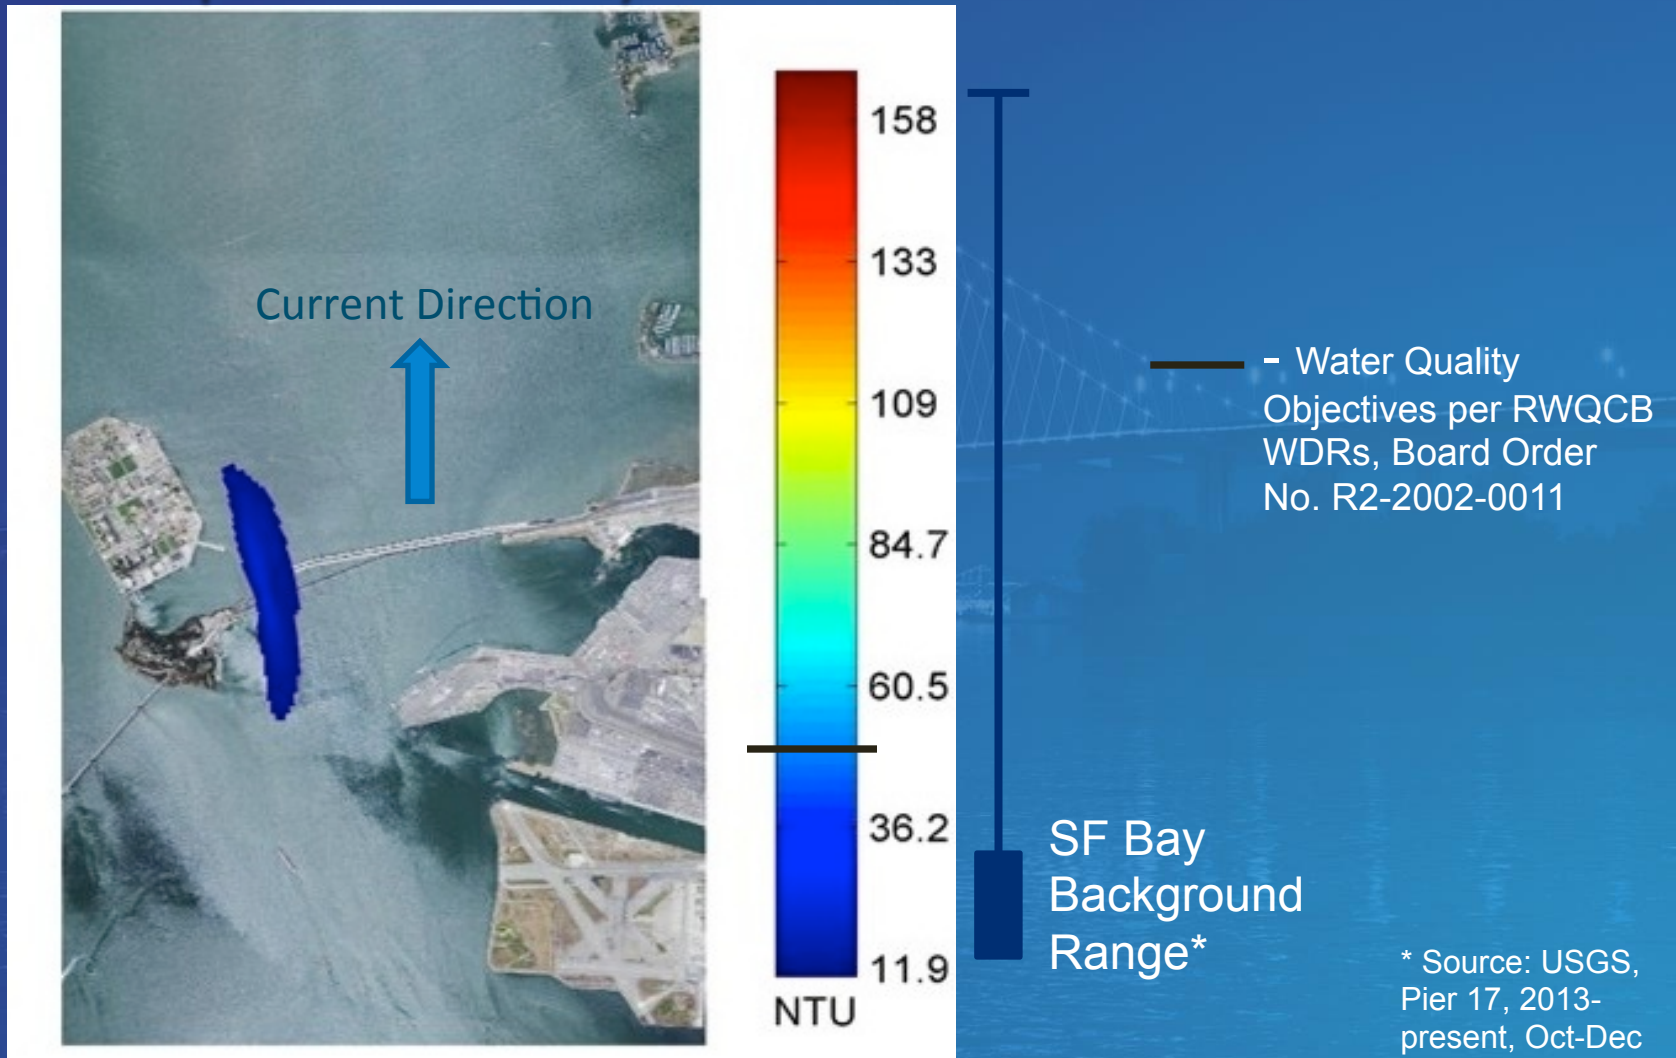 Current Direction
158
133
109
84.7
60.5
36.2
11.9
NTU
- Water Quality
Objectives per RWQCB
WDRs, Board Order
No. R2-2002-0011
SF Bay
Background
Range*
* Source: USGS,
Pier 17, 2013-
present, Oct-Dec